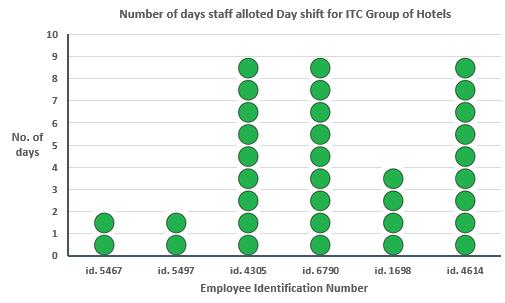 Number of days staff alloted Day shift for ITC Group of Hotels
10
9
8
7
6
5
4
3
2
1
0
No. of
days
id. 5467 id. 5497 id. 4305 id. 6790 id. 1698 id. 4614
Employee Identification Number